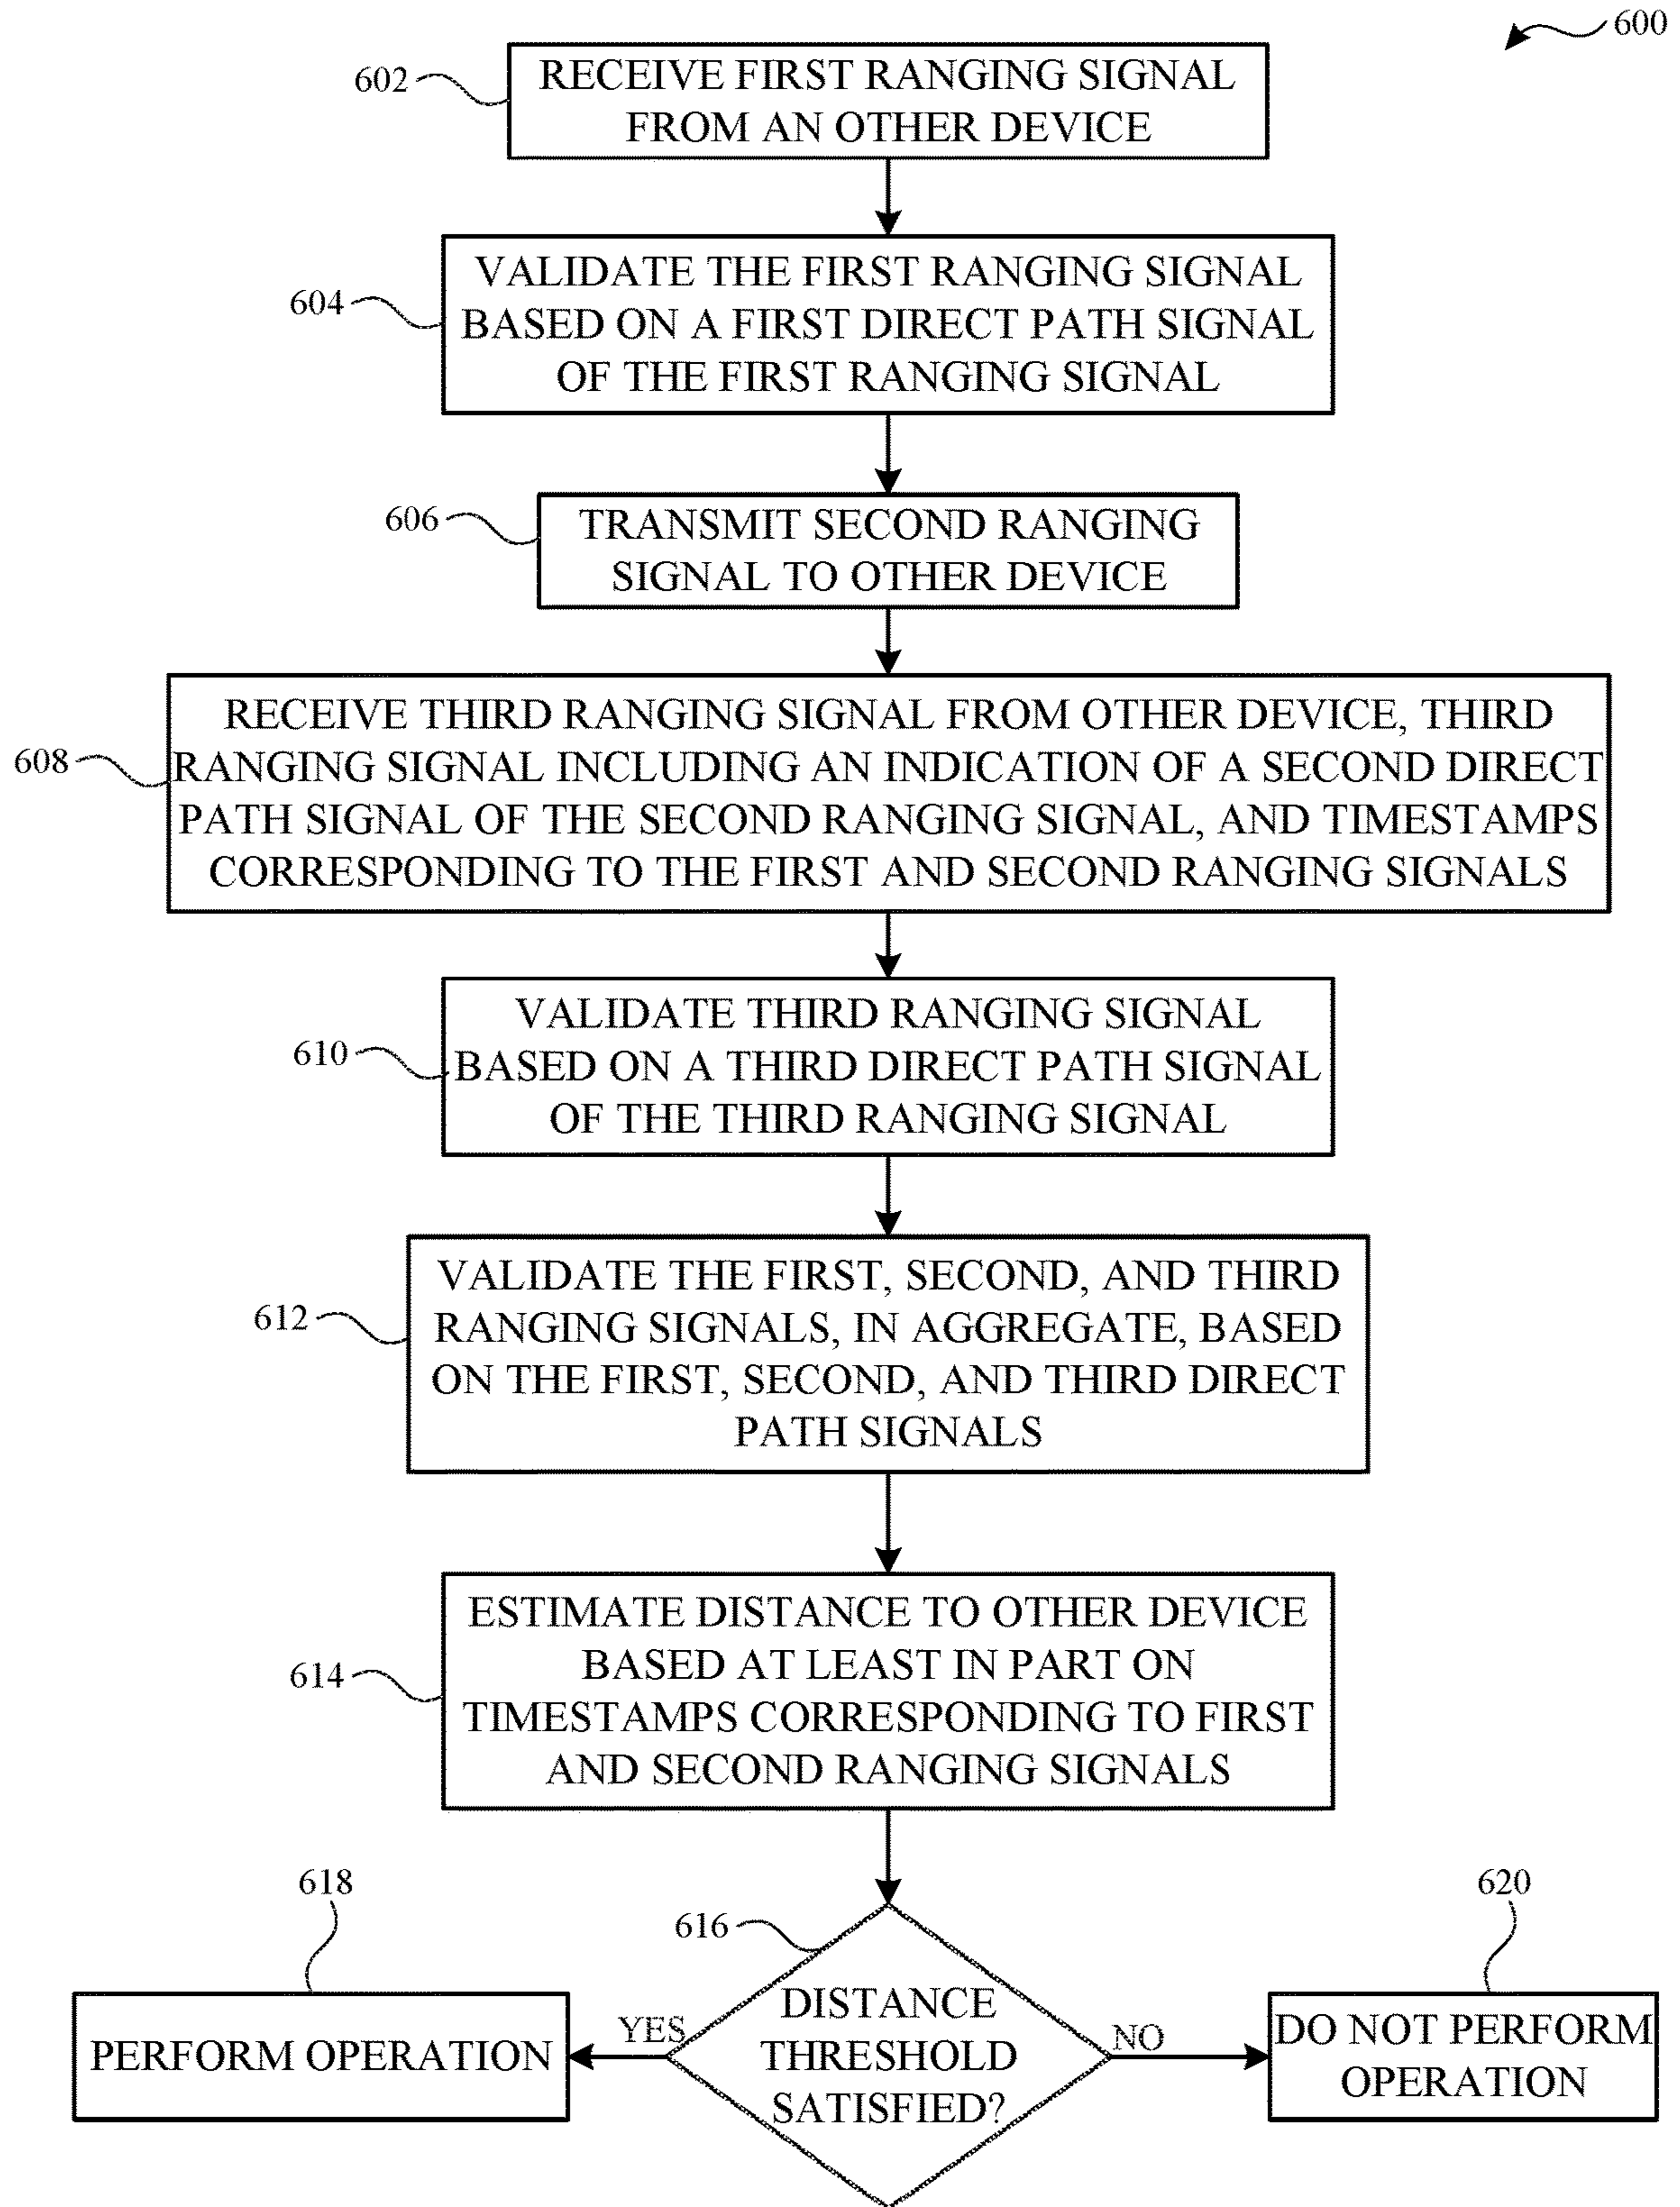 600
602
RECEIVE FIRST RANGING SIGNAL
FROM AN OTHER DEVICE
604
VALIDATE THE FIRST RANGING SIGNAL
BASED ON A FIRST DIRECT PATH SIGNAL
OF THE FIRST RANGING SIGNAL
606
TRANSMIT SECOND RANGING
SIGNAL TO OTHER DEVICE
608
RECEIVE THIRD RANGING SIGNAL FROM OTHER DEVICE, THIRD
RANGING SIGNAL INCLUDING AN INDICATION OF A SECOND DIRECT
PATH SIGNAL OF THE SECOND RANGING SIGNAL, AND TIMESTAMPS
CORRESPONDING TO THE FIRST AND SECOND RANGING SIGNALS
610
VALIDATE THIRD RANGING SIGNAL
BASED ON A THIRD DIRECT PATH SIGNAL
OF THE THIRD RANGING SIGNAL
612
VALIDATE THE FIRST, SECOND, AND THIRD
RANGING SIGNALS, IN AGGREGATE, BASED
ON THE FIRST, SECOND, AND THIRD DIRECT
PATH SIGNALS
614
ESTIMATE DISTANCE TO OTHER DEVICE
BASED AT LEAST IN PART ON
TIMESTAMPS CORRESPONDING TO FIRST
AND SECOND RANGING SIGNALS
616
DISTANCE
THRESHOLD
SATISFIED?
YES
618
PERFORM OPERATION
NO
620
DO NOT PERFORM
OPERATION